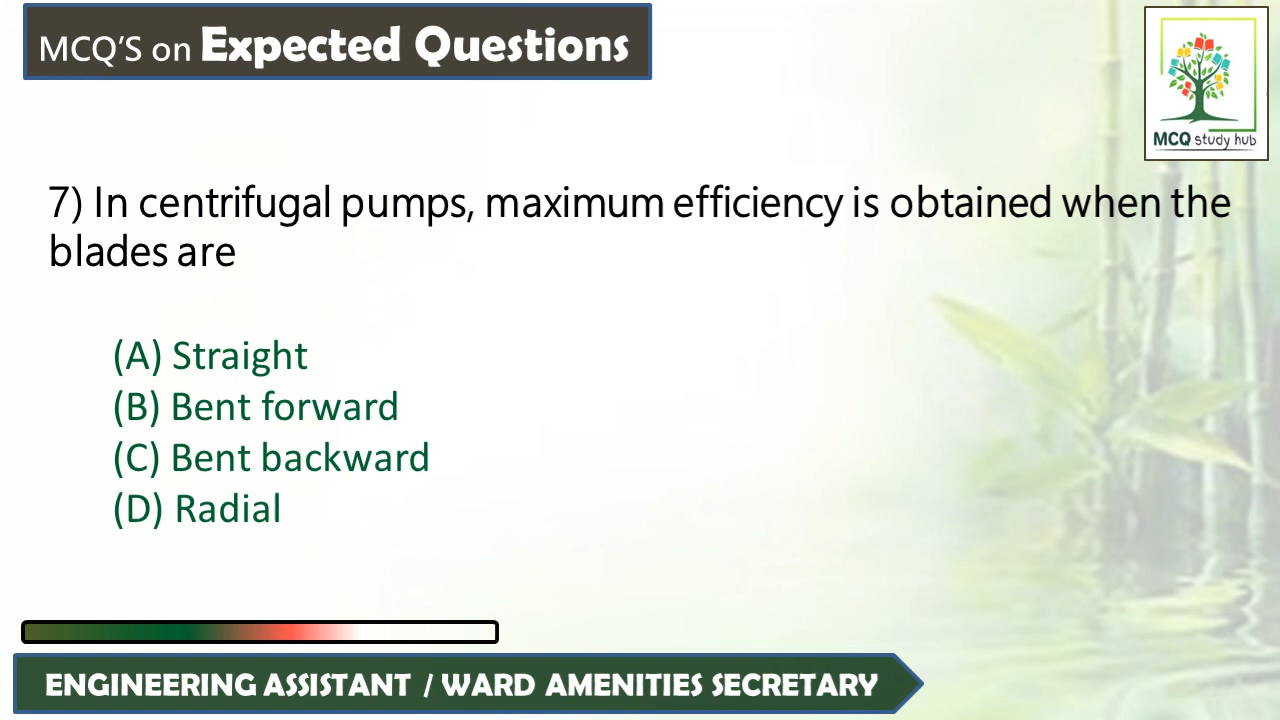 MCQ'S on Expected Questions
MCQ study hub
7) In centrifugal pumps, maximum efficiency is obtained when the
blades are
(A) Straight
(B) Bent forward
(C) Bent backward
(D) Radial
ENGINEERING ASSISTANT / WARD AMENITIES SECRETARY